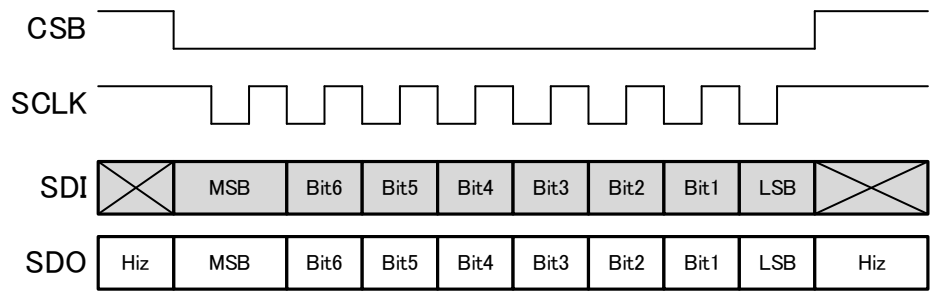 CSB
SCLK
SDI MSB Bit6 Bit5 Bit4 Bit3 Bit2 Bit1 LSB
SDO Hiz MSB Bit6 Bit5 Bit4 Bit3 Bit2 Bit1 LSB Hiz